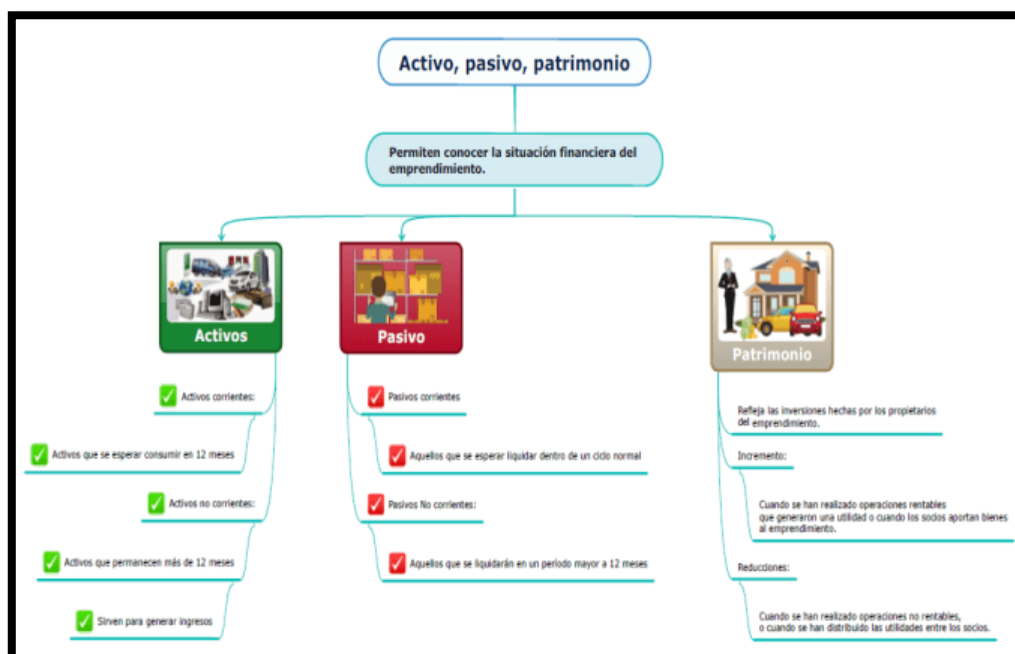 Activo, pasivo, patrimonio
Permiten conocer la situación financiera del
emprendimiento.
Activos
Activos corrientes:
Activos que se esperar consumir en 12 meses
Activos no corrientes:
Activos que permanecen más de 12 meses
Sirven para generar ingresos
Pasivo
Pasivos corrientes
Aquellos que se esperar liquidar dentro de un ciclo normal
Pasivos No corrientes:
Aquellos que se liquidarán en un período mayor a 12 meses
Patrimonio
Refleja las inversiones hechas por los propietarios
del emprendimiento.
Incremento:
Cuando se han realizado operaciones rentables
que generaron una utilidad o cuando los socios aportan bienes
al emprendimiento.
Reducciones:
Cuando se han realizado operaciones no rentables,
o cuando se han distribuido las utilidades entre los socios.